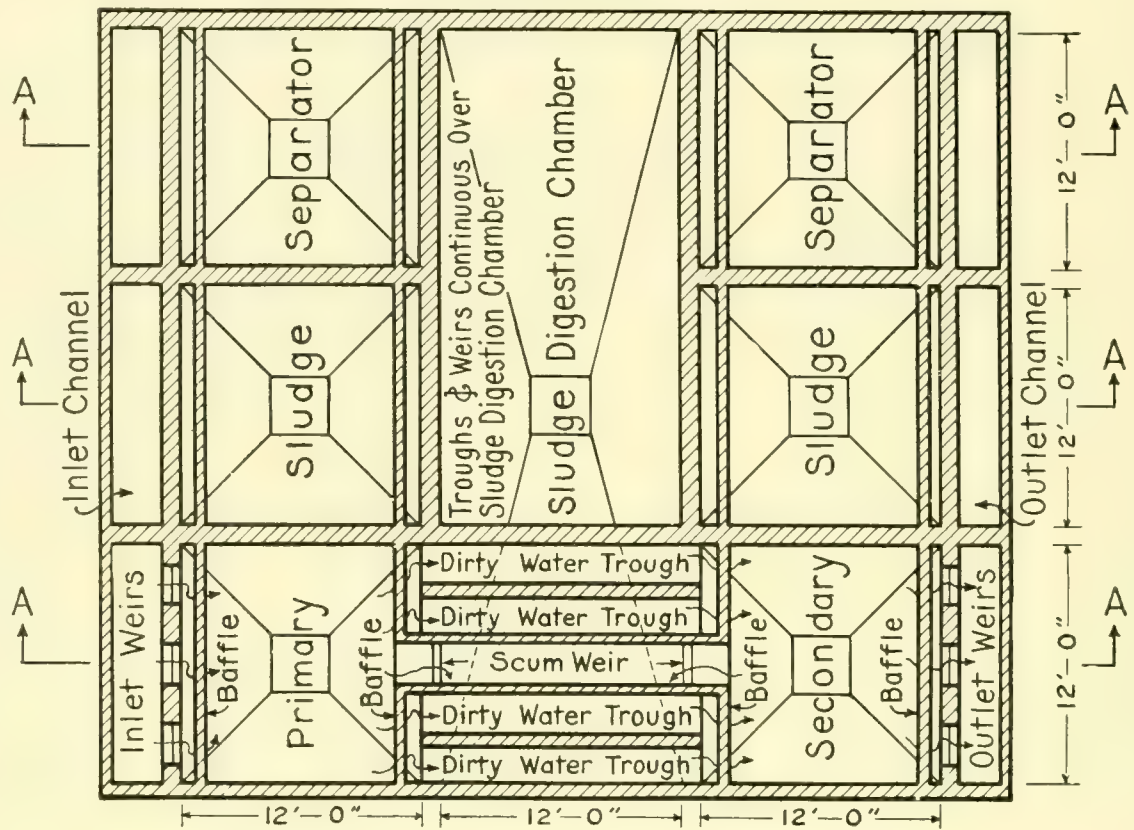 A
A
A
A
A
A
Inlet Channel
Outlet Channel
Separator
Sludge
Primary
Separator
Sludge
Secondary
Troughs & Weirs Continuous Over
Sludge Digestion Chamber
Sludge Digestion Chamber
Inlet Weirs
Baffle
Baffle
Dirty Water Trough
Dirty Water Trough
Scum Weir
Dirty Water Trough
Dirty Water Trough
Baffle
Baffle
Outlet Weirs
12'-0"
12'-0"
12'-0"
12'-0"
12'-0"
12'-0"